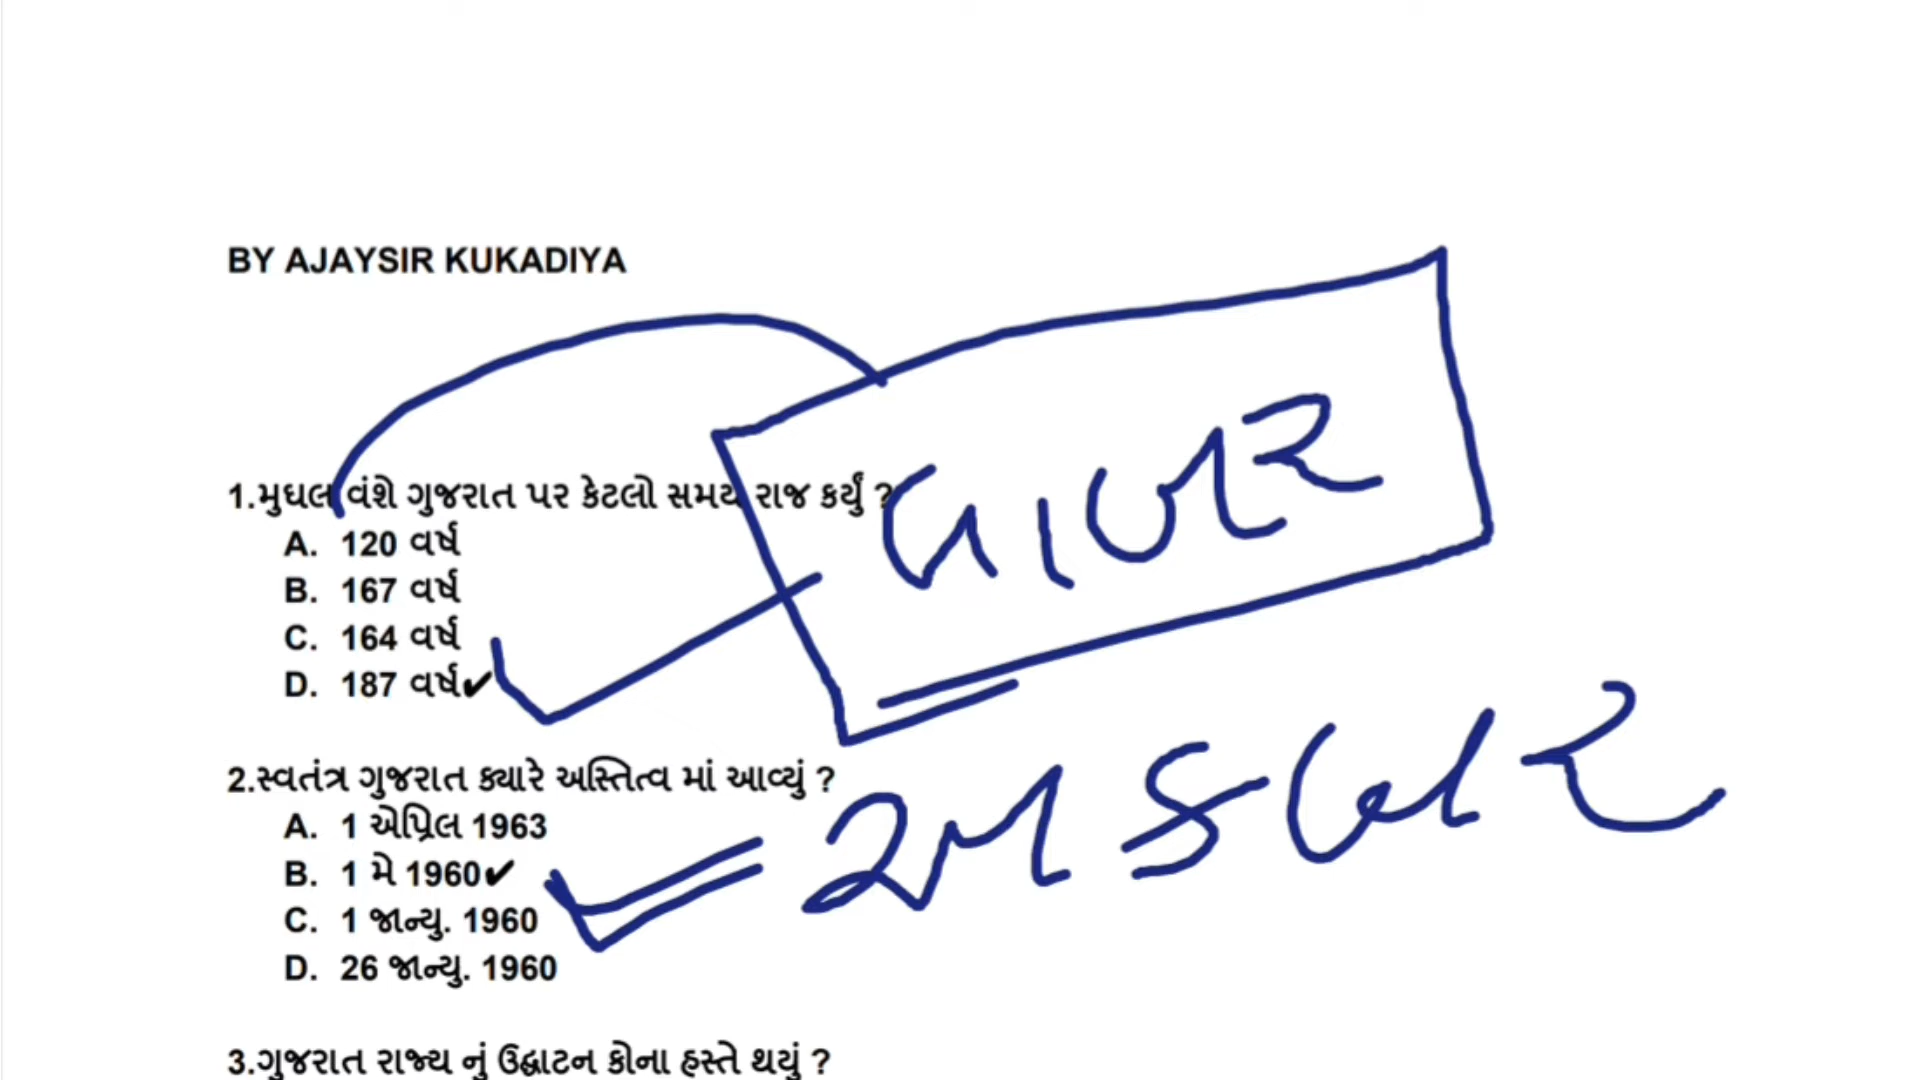 BY AJAYSIR KUKADIYA
બાબર
1.મુઘલ વંશે ગુજરાત પર કેટલો સમય રાજ કર્યું ?
A. 120 વર્ષ
B. 167 વર્ષ
C. 164 વર્ષ
D. 187 વર્ષ✔
2.સ્વતંત્ર ગુજરાત ક્યારે અસ્તિત્વ માં આવ્યું ?
અકબર
A. 1 એપ્રિલ 1963
B. 1 મે 1960✔
C. 1 જાન્યુ. 1960
D. 26 જાન્યુ. 1960
3.ગુજરાત રાજ્ય નું ઉદ્ઘાટન કોના હસ્તે થયું ?